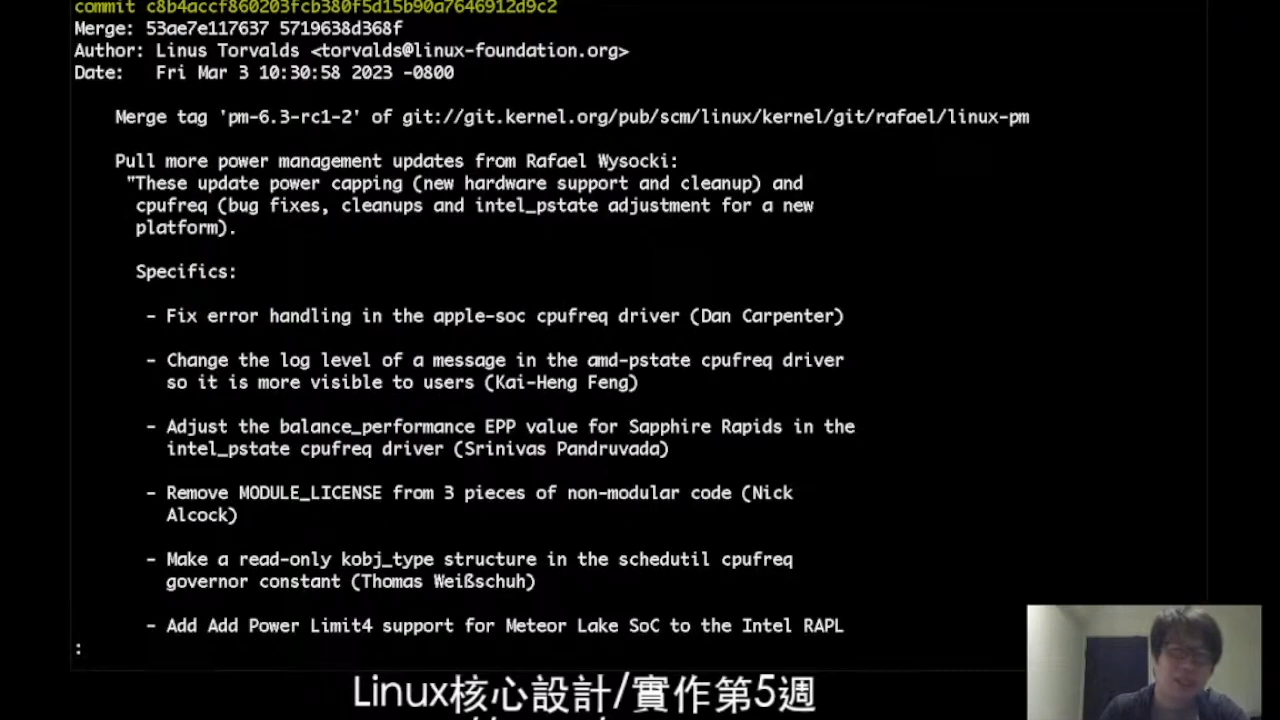 commit c8b4accf860203fcb380f5d15b90a7646912d9c2
Merge: 53ae7e117637 5719638d368f
Author: Linus Torvalds <torvalds@linux-foundation.org>
Date:   Fri Mar 3 10:30:58 2023 -0800
Merge tag 'pm-6.3-rc1-2' of git://git.kernel.org/pub/scm/linux/kernel/git/rafael/linux-pm
Pull more power management updates from Rafael Wysocki:
"These update power capping (new hardware support and cleanup) and
cpufreq (bug fixes, cleanups and intel_pstate adjustment for a new
platform).
Specifics:
- Fix error handling in the apple-soc cpufreq driver (Dan Carpenter)
- Change the log level of a message in the amd-pstate cpufreq driver
so it is more visible to users (Kai-Heng Feng)
- Adjust the balance_performance EPP value for Sapphire Rapids in the
intel_pstate cpufreq driver (Srinivas Pandruvada)
- Remove MODULE_LICENSE from 3 pieces of non-modular code (Nick
Alcock)
- Make a read-only kobj_type structure in the schedutil cpufreq
governor constant (Thomas Weißschuh)
- Add Add Power Limit4 support for Meteor Lake SoC to the Intel RAPL
:
Linux核心設計/實作第5週